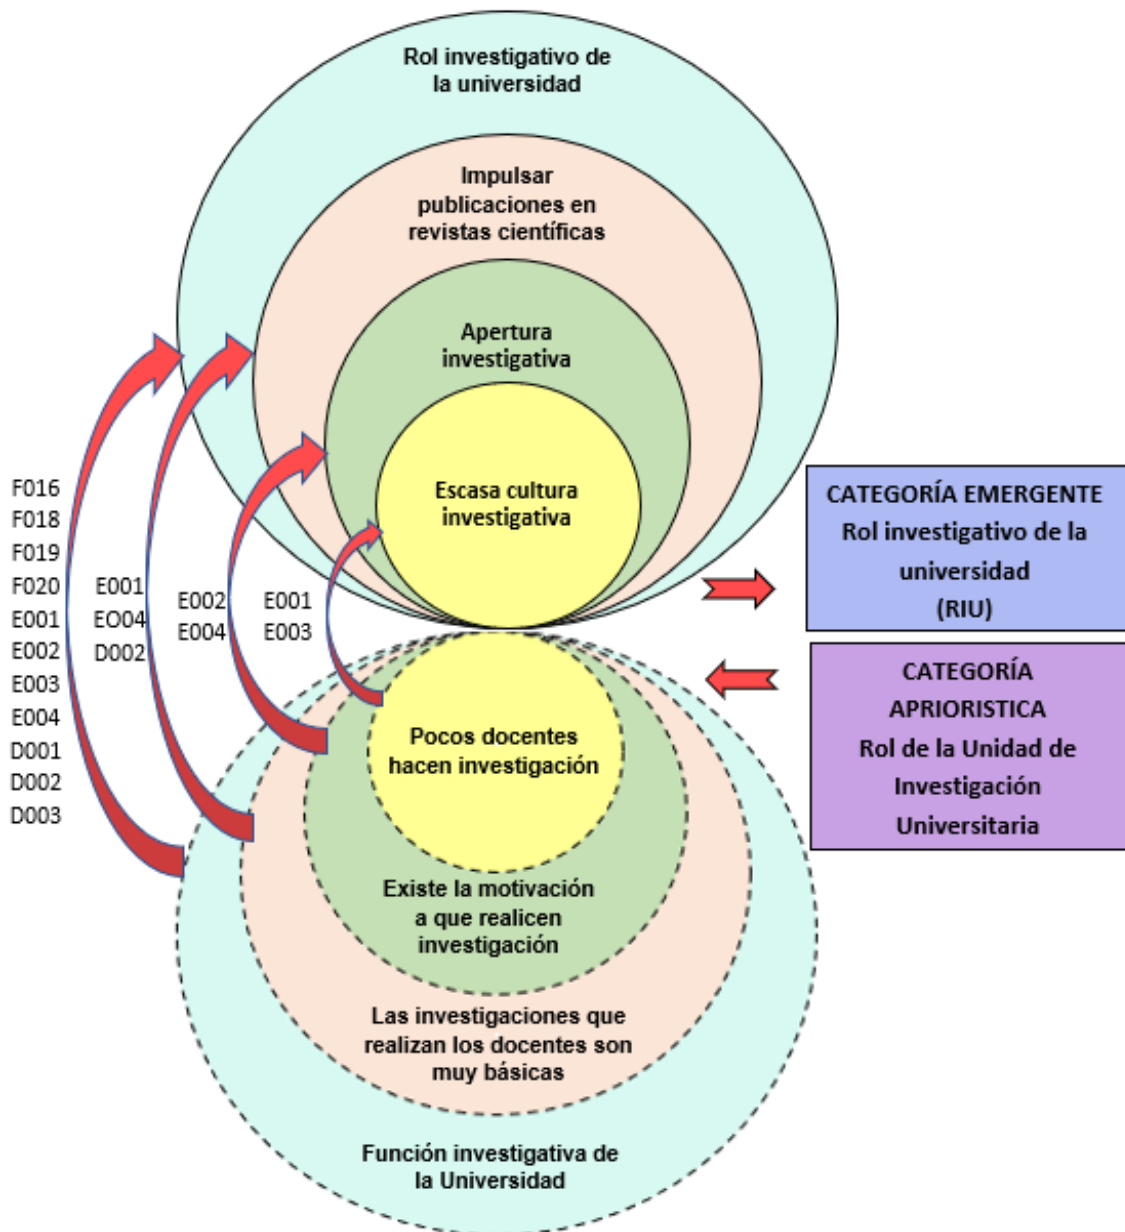 Rol investigativo de
la universidad
Impulsar
publicaciones en
revistas científicas
Apertura
investigativa
Escasa cultura
investigativa
F016
F018
F019
F020
E001
E002
E003
E004
D001
D002
D003
E001
EO04
D002
E002
E004
E001
E003
CATEGORÍA EMERGENTE
Rol investigativo de la
universidad
(RIU)
CATEGORÍA
APRIORISTICA
Rol de la Unidad de
Investigación
Universitaria
Pocos docentes
hacen investigación
Existe la motivación
a que realicen
investigación
Las investigaciones que
realizan los docentes son
muy básicas
Función investigativa de
la Universidad